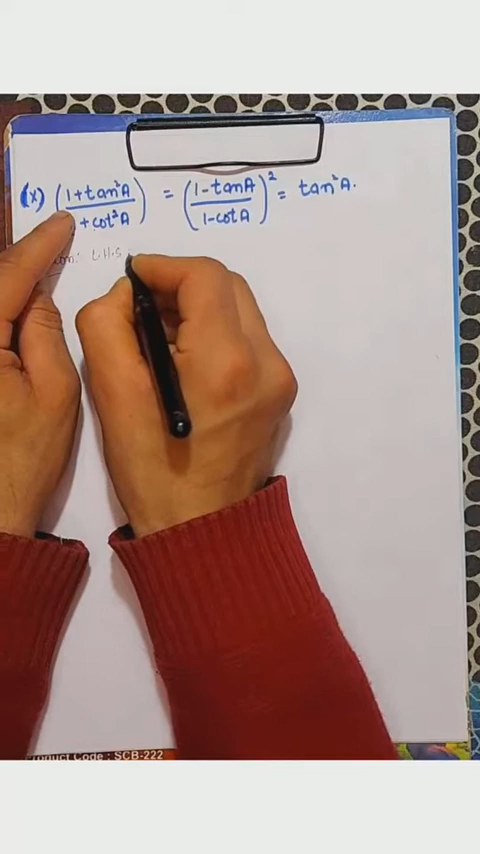 (x) (1+tan²A / + cot²A) = (1-tanA / 1-cotA)² = tan²A.
L.H.S
Product Code : SCB-222